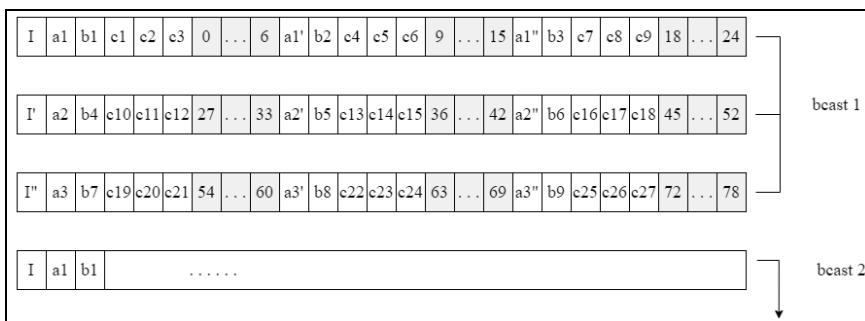 I a1 b1 c1 c2 c3 0 ... 6 a1' b2 c4 c5 c6 9 ... 15 a1" b3 c7 c8 c9 18 ... 24
bcast 1
I' a2 b4 c10 c11 c12 27 ... 33 a2' b5 c13 c14 c15 36 ... 42 a2" b6 c16 c17 c18 45 ... 52
I" a3 b7 c19 c20 c21 54 ... 60 a3' b8 c22 c23 c24 63 ... 69 a3" b9 c25 c26 c27 72 ... 78
I a1 b1 ...... bcast 2